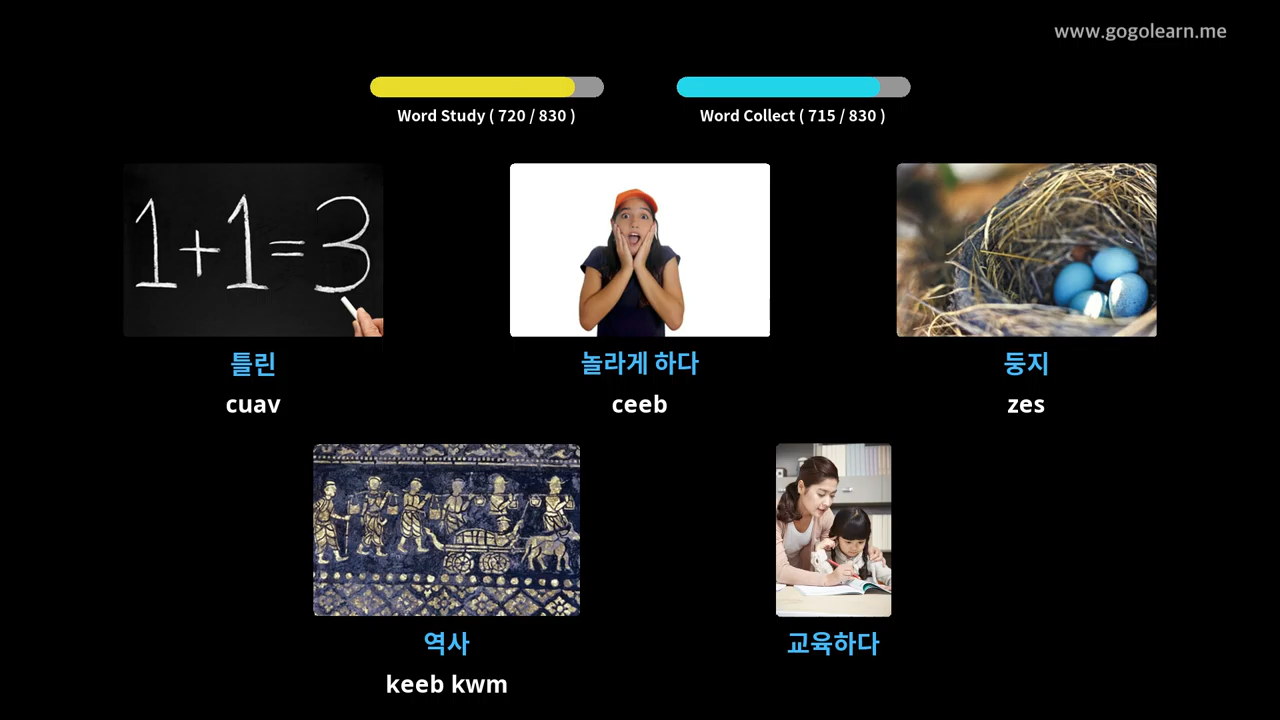 www.gogolearn.me
Word Study ( 720 / 830 )
Word Collect ( 715 / 830 )
1+1=3
틀린
cuav
놀라게 하다
ceeb
둥지
zes
역사
keeb kwm
교육하다